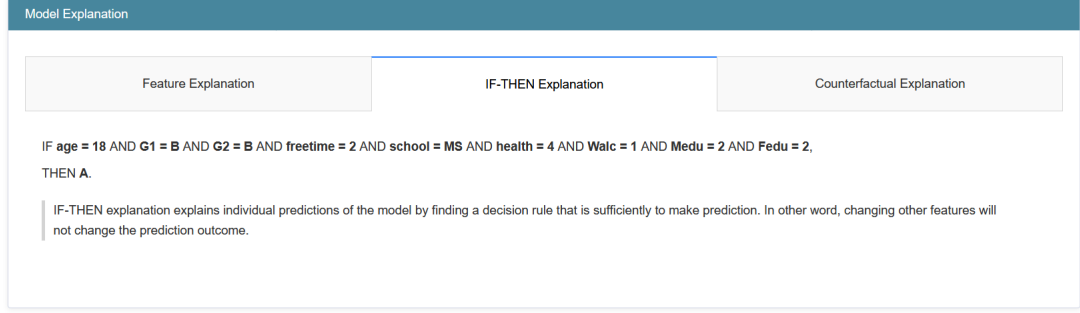 Model Explanation
Feature Explanation
IF-THEN Explanation
Counterfactual Explanation
IF age = 18 AND G1 = B AND G2 = B AND freetime = 2 AND school = MS AND health = 4 AND Walc = 1 AND Medu = 2 AND Fedu = 2,
THEN A.
IF-THEN explanation explains individual predictions of the model by finding a decision rule that is sufficiently to make prediction. In other word, changing other features will
not change the prediction outcome.